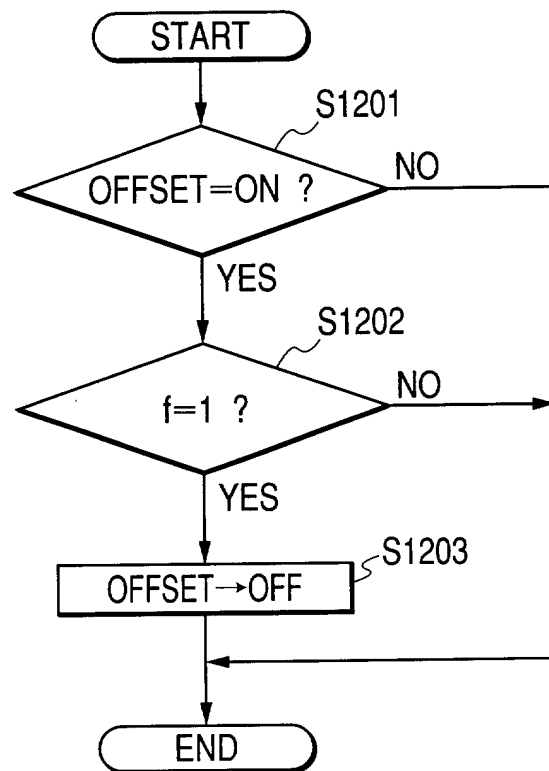 START
S1201
OFFSET=ON ?
NO
YES
S1202
f=1 ?
NO
YES
S1203
OFFSET→OFF
END